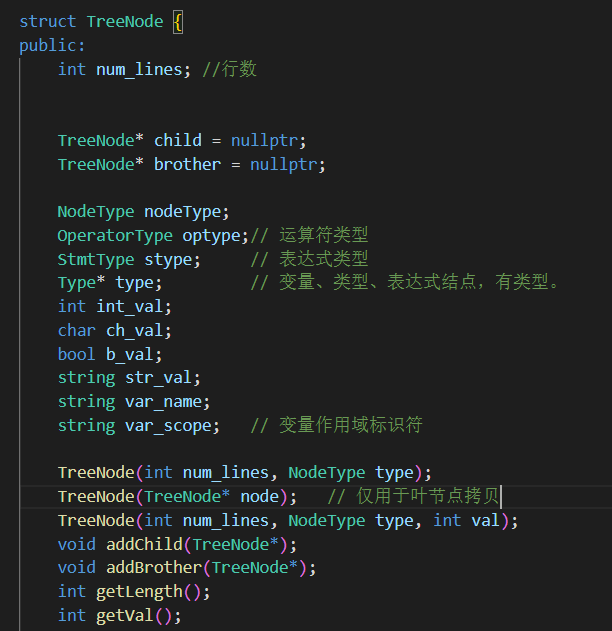 struct TreeNode {
public:
    int num_lines; //行数
    TreeNode* child = nullptr;
    TreeNode* brother = nullptr;
    NodeType nodeType;
    OperatorType optype;// 运算符类型
    StmtType stype;     // 表达式类型
    Type* type;         // 变量、类型、表达式结点，有类型。
    int int_val;
    char ch_val;
    bool b_val;
    string str_val;
    string var_name;
    string var_scope;   // 变量作用域标识符
    TreeNode(int num_lines, NodeType type);
    TreeNode(TreeNode* node);   // 仅用于叶节点拷贝
    TreeNode(int num_lines, NodeType type, int val);
    void addChild(TreeNode*);
    void addBrother(TreeNode*);
    int getLength();
    int getVal();